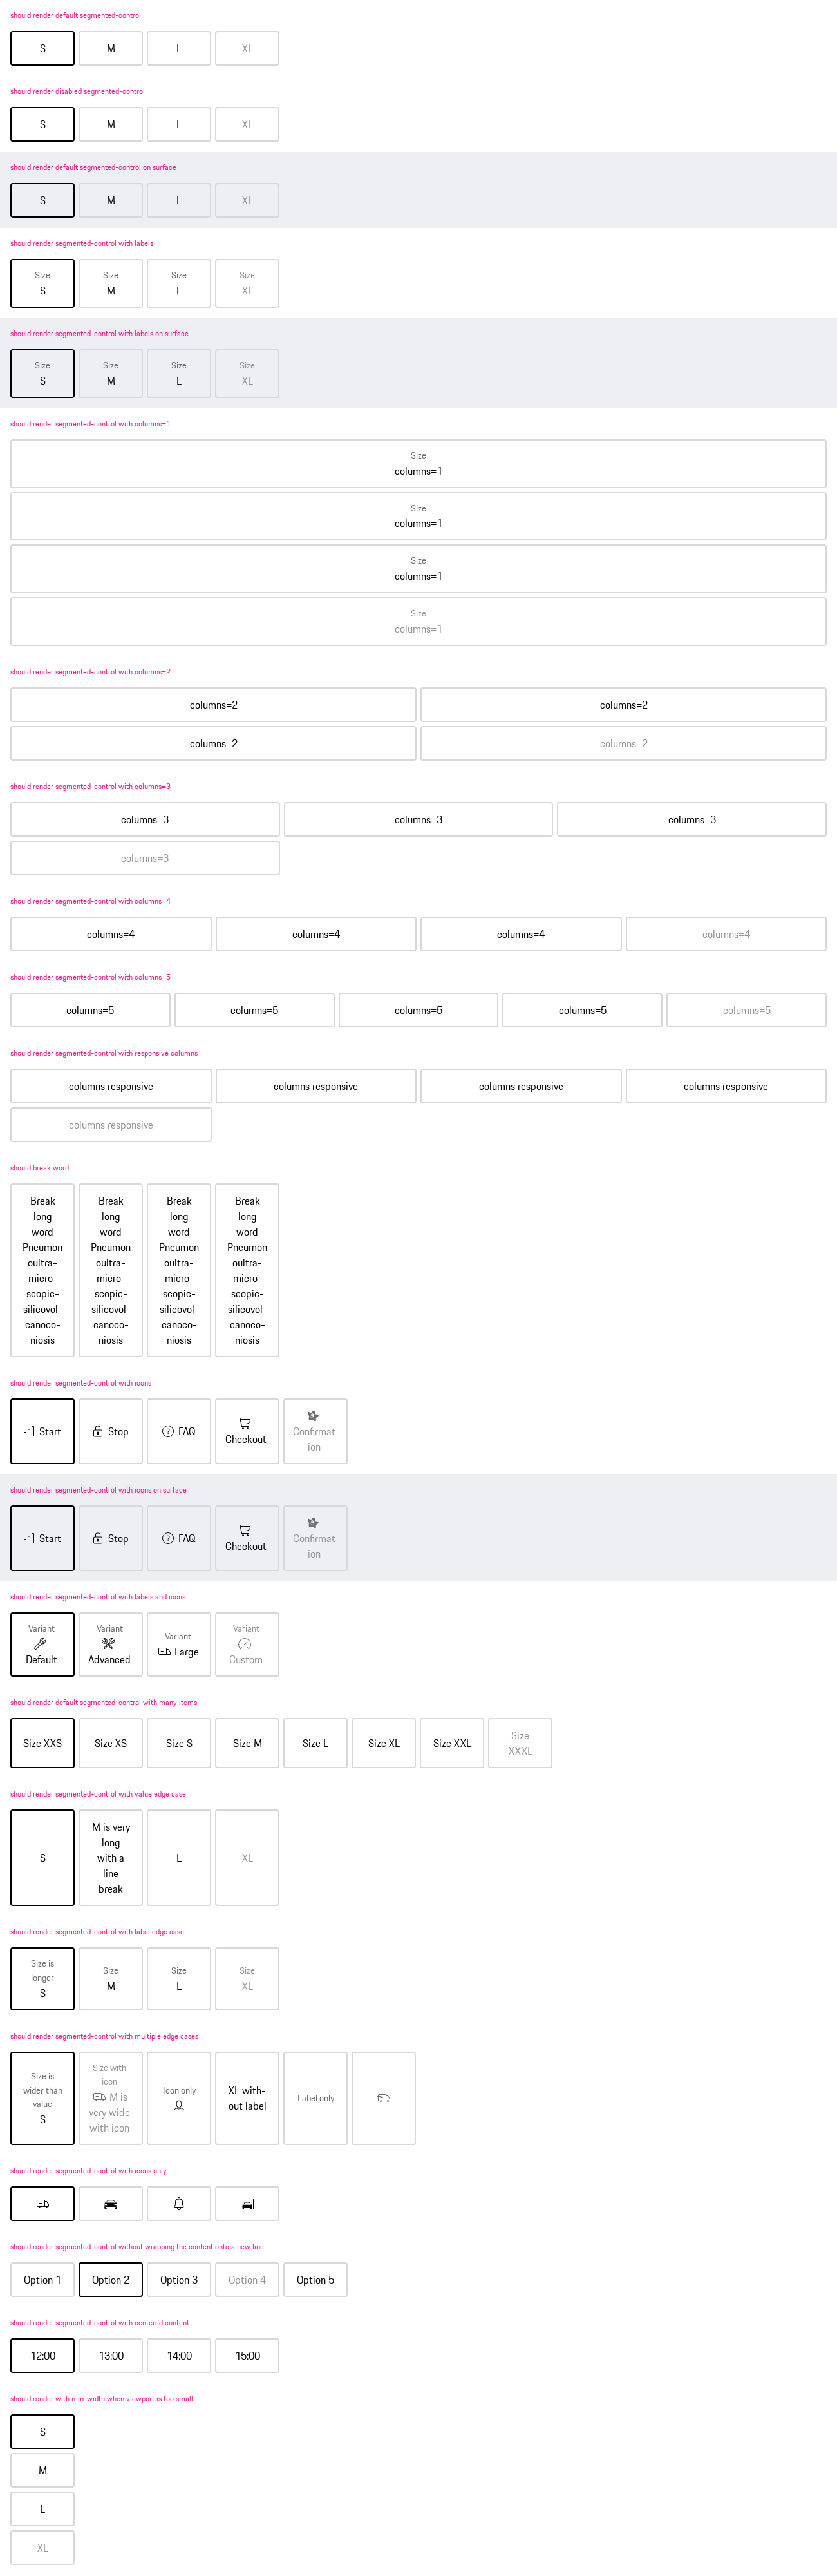 should render default segmented-control
S M L XL
should render disabled segmented-control
S M L XL
should render default segmented-control on surface
S M L XL
should render segmented-control with labels
Size Size Size Size
S M L XL
should render segmented-control with labels on surface
Size Size Size Size
S M L XL
should render segmented-control with columns=1
Size
columns=1
Size
columns=1
Size
columns=1
Size
columns=1
should render segmented-control with columns=2
columns=2 columns=2
columns=2 columns=2
should render segmented-control with columns=3
columns=3 columns=3 columns=3
columns=3
should render segmented-control with columns=4
columns=4 columns=4 columns=4 columns=4
should render segmented-control with columns=5
columns=5 columns=5 columns=5 columns=5 columns=5
should render segmented-control with responsive columns
columns responsive columns responsive columns responsive columns responsive
columns responsive
should break word
Break Break Break Break
long long long long
word word word word
Pneumon Pneumon Pneumon Pneumon
oultra- oultra- oultra- oultra-
micro- micro- micro- micro-
scopic- scopic- scopic- scopic-
silicovol- silicovol- silicovol- silicovol-
canoco- canoco- canoco- canoco-
niosis niosis niosis niosis
should render segmented-control with icons
Start Stop FAQ Checkout Confirmat
ion
should render segmented-control with icons on surface
Start Stop FAQ Checkout Confirmat
ion
should render segmented-control with labels and icons
Variant Variant Variant Variant
Default Advanced Large Custom
should render default segmented-control with many items
Size XXS Size XS Size S Size M Size L Size XL Size XXL Size
XXXL
should render segmented-control with value edge case
S
M is very
long
with a
line
break
L
XL
should render segmented-control with label edge case
Size is
longer
S
Size
M
Size
L
Size
XL
should render segmented-control with multiple edge cases
Size is
wider than
value
S
Size with
icon
M is
very wide
with icon
Icon only
XL with-
out label
Label only
should render segmented-control with icons only
should render segmented-control without wrapping the content onto a new line
Option 1 Option 2 Option 3 Option 4 Option 5
should render segmented-control with centered content
12:00 13:00 14:00 15:00
should render with min-width when viewport is too small
S
M
L
XL